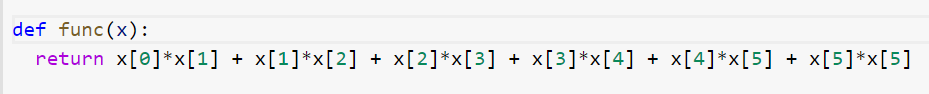 def func(x):
  return x[0]*x[1] + x[1]*x[2] + x[2]*x[3] + x[3]*x[4] + x[4]*x[5] + x[5]*x[5]